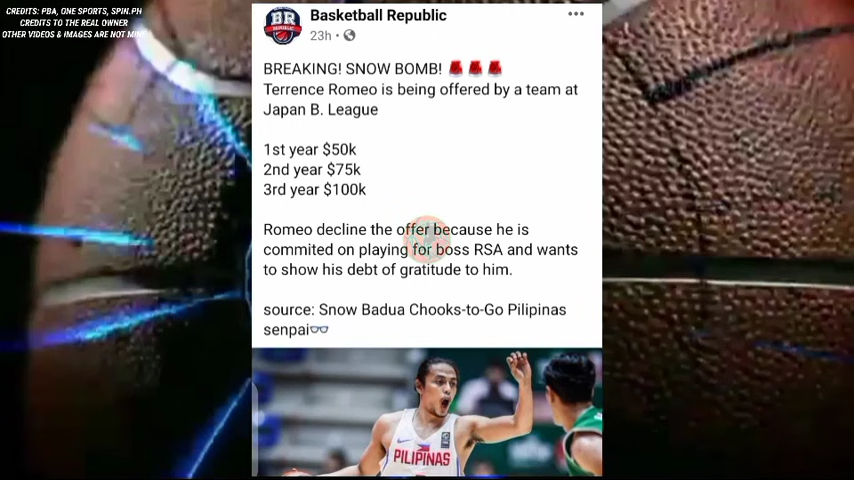 CREDITS: PBA, ONE SPORTS, SPIN.PH
CREDITS TO THE REAL OWNER
OTHER VIDEOS & IMAGES ARE NOT MINE
BR
Basketball Republic
23h
BREAKING! SNOW BOMB!
Terrence Romeo is being offered by a team at
Japan B. League
1st year $50k
2nd year $75k
3rd year $100k
Romeo decline the offer because he is
commited on playing for boss RSA and wants
to show his debt of gratitude to him.
source: Snow Badua Chooks-to-Go Pilipinas
senpai
PILIPINAS